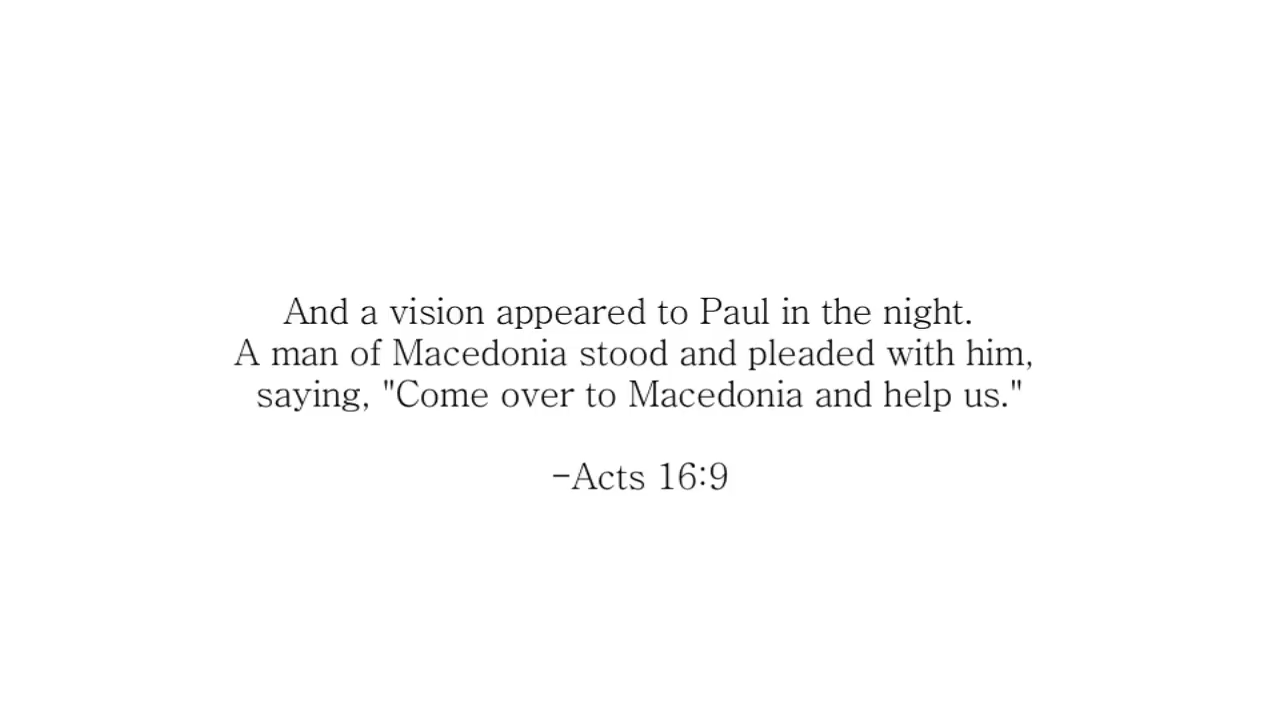 And a vision appeared to Paul in the night.
A man of Macedonia stood and pleaded with him,
saying, "Come over to Macedonia and help us."
-Acts 16:9